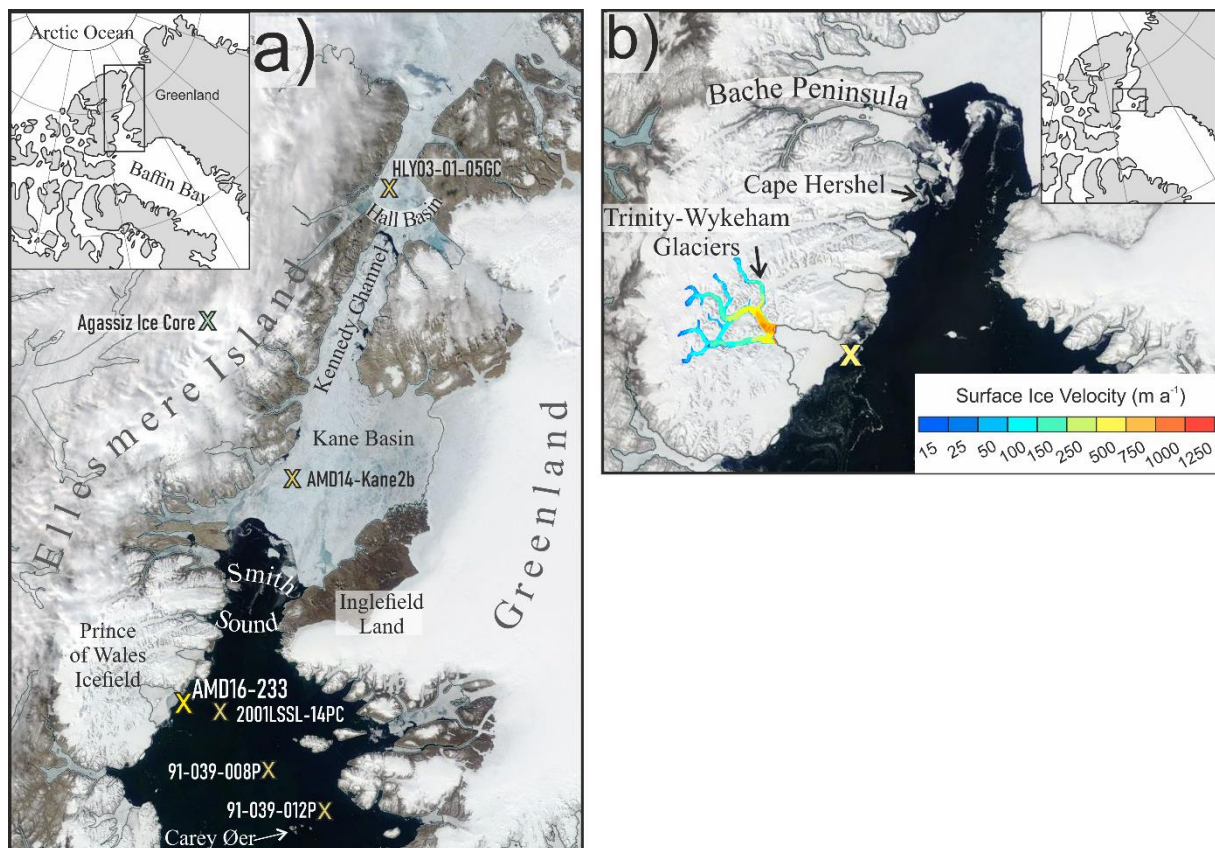 a)
Arctic Ocean
Greenland
Baffin Bay
HLY03-01-05GC
X
Hall Basin
Kennedy Channel
Agassiz Ice Core X
Ellesmere Island
Kane Basin
X AMD14-Kane2b
Greenland
Smith
Sound
Inglefield
Land
Prince
of Wales
Icefield
AMD16-233
X
X 2001LSSL-14PC
91-039-008P X
91-039-012P X
Carey Øer
b)
Bache Peninsula
Cape Hershel
Trinity-Wykeham
Glaciers
X
Surface Ice Velocity (m a⁻¹)
15 25 50 100 150 250 500 750 1000 1250